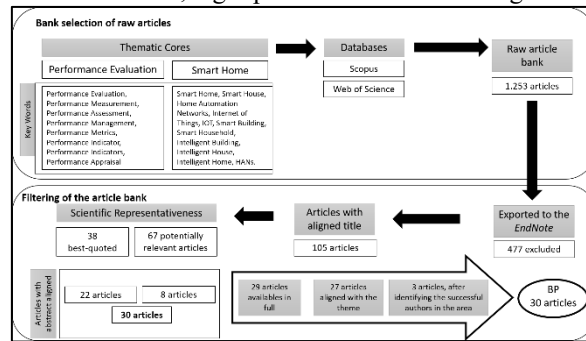 Bank selection of raw articles
Thematic Cores
Databases
Raw article
bank
Performance Evaluation
Smart Home
Scopus
Web of Science
1.253 articles
Key Words
Performance Evaluation,
Performance Measurement,
Performance Assessment,
Performance Management,
Performance Metrics,
Performance Indicator,
Performance Indicators,
Performance Appraisal
Smart Home, Smart House,
Home Automation
Networks, Internet of
Things, IOT, Smart Building,
Smart Household,
Intelligent Building,
Intelligent House,
Intelligent Home, HANs.
Filtering of the article bank
Scientific Representativeness
Articles with
aligned title
Exported to the
EndNote
38
best-quoted
67 potentially
relevant articles
105 articles
477 excluded
Articles with
abstract aligned
22 articles
8 articles
30 articles
29 articles
availables in
full
27 articles
aligned with the
theme
3 articles, after
identifying the successful
authors in the area
BP
30 articles